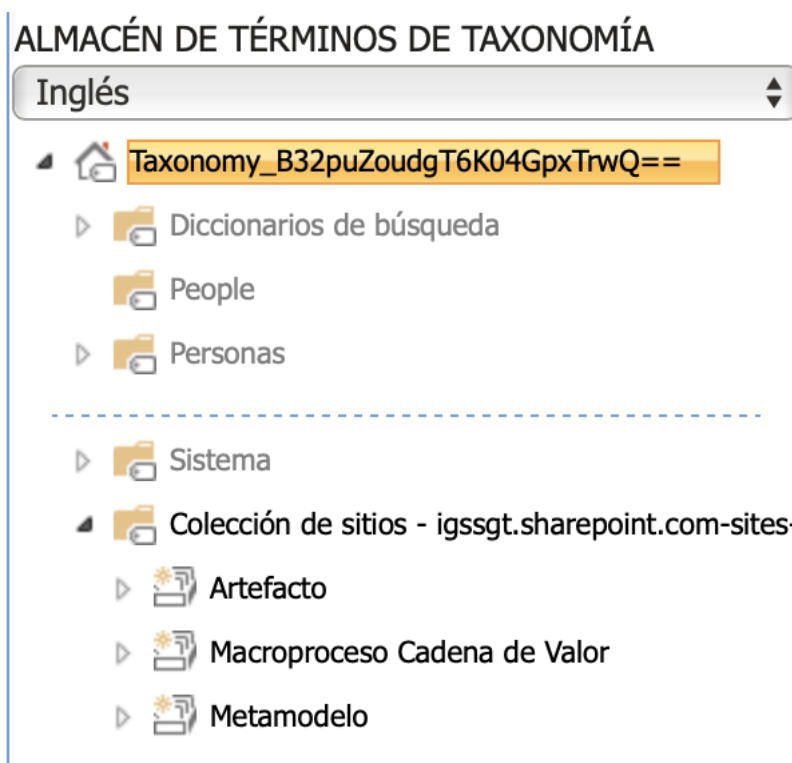 ALMACÉN DE TÉRMINOS DE TAXONOMÍA
Inglés
Taxonomy_B32puZoudgT6K04GpxTrwQ==
Diccionarios de búsqueda
People
Personas
Sistema
Colección de sitios - igssgt.sharepoint.com-sites-
Artefacto
Macroproceso Cadena de Valor
Metamodelo